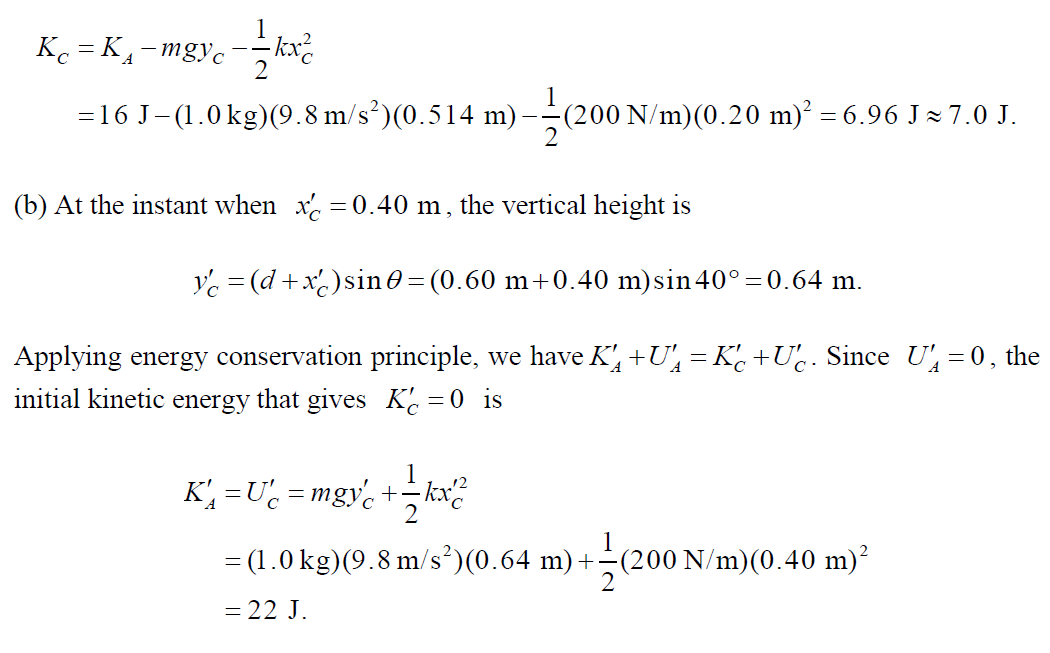 K_C = K_A − mgy_C − 1/2 kx_C²
= 16 J − (1.0 kg)(9.8 m/s²)(0.514 m) − 1/2 (200 N/m)(0.20 m)² = 6.96 J ≈ 7.0 J.
(b) At the instant when x′_C = 0.40 m, the vertical height is
y′_C = (d + x′_C) sin θ = (0.60 m + 0.40 m) sin 40° = 0.64 m.
Applying energy conservation principle, we have K′_A + U′_A = K′_C + U′_C. Since U′_A = 0, the
initial kinetic energy that gives K′_C = 0 is
K′_A = U′_C = mgy′_C + 1/2 kx′_C²
= (1.0 kg)(9.8 m/s²)(0.64 m) + 1/2 (200 N/m)(0.40 m)²
= 22 J.